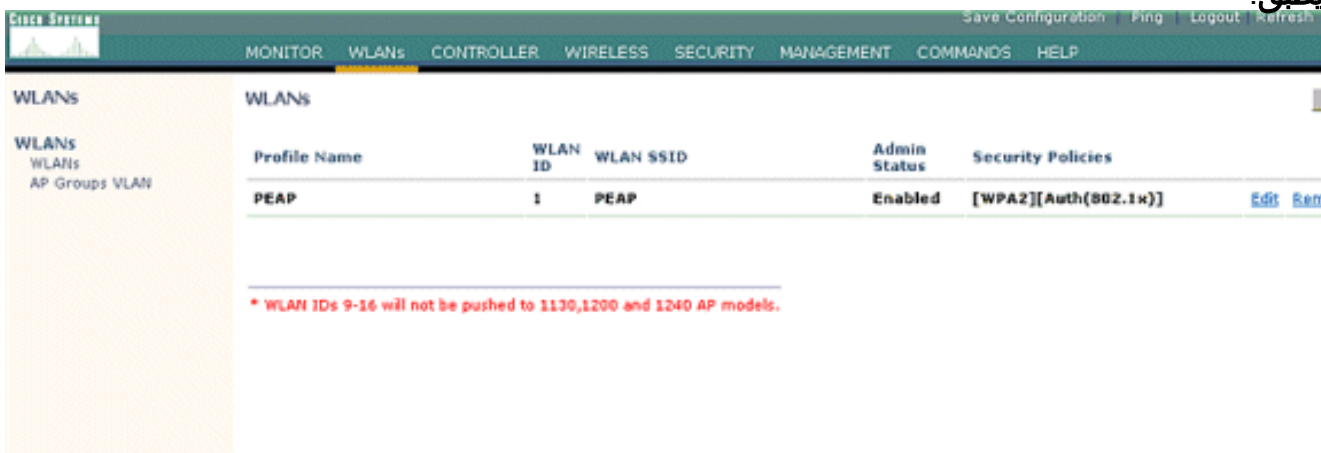 يطبق.
CISCO SYSTEMS
Save Configuration | Ping | Logout | Refresh
MONITOR WLANs CONTROLLER WIRELESS SECURITY MANAGEMENT COMMANDS HELP
WLANs
WLANs
WLANs
AP Groups VLAN
WLANs
Profile Name WLAN ID WLAN SSID Admin Status Security Policies
PEAP 1 PEAP Enabled [WPA2][Auth(802.1x)] Edit Rem
* WLAN IDs 9-16 will not be pushed to 1130,1200 and 1240 AP models.